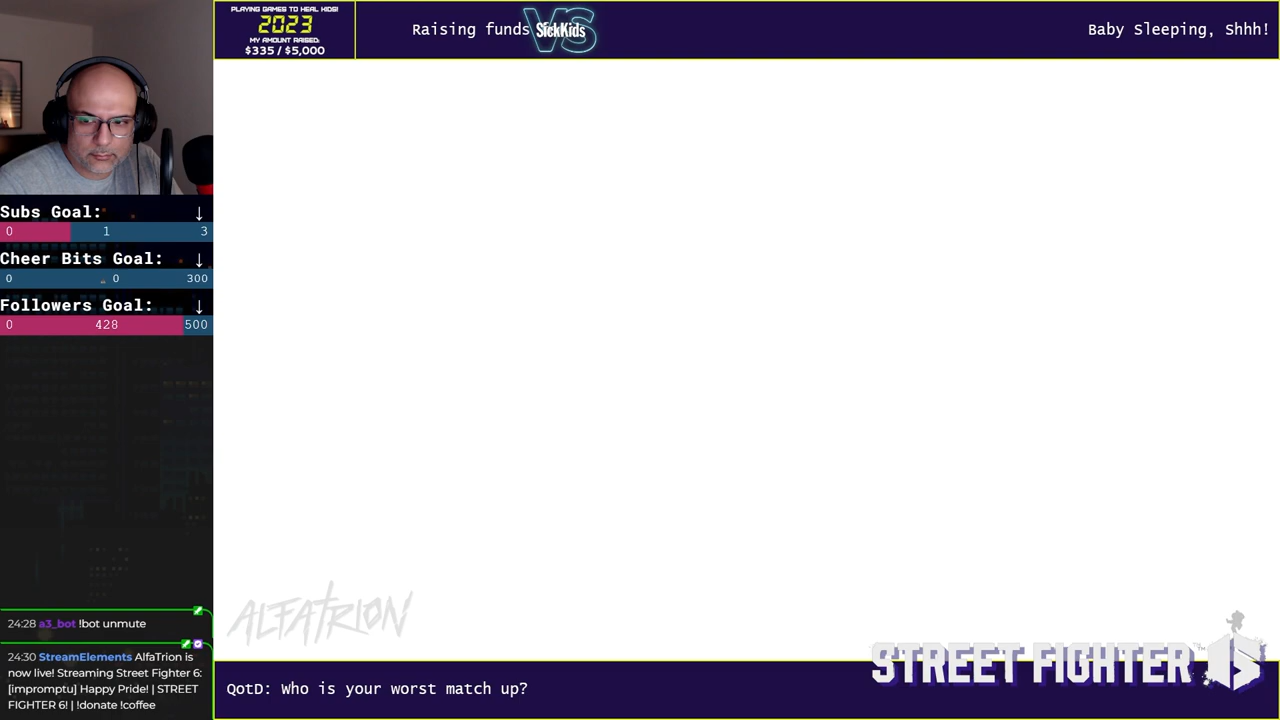 PLAYING GAMES TO HEAL KIDS!
2023
MY AMOUNT RAISED:
$335 / $5,000
Raising funds
VS
SickKids
Baby Sleeping, Shhh!
Subs Goal: ↓
0 1 3
Cheer Bits Goal: ↓
0 0 300
Followers Goal: ↓
0 428 500
24:28 a3_bot !bot unmute
24:30 StreamElements AlfaTrion is
now live! Streaming Street Fighter 6:
[impromptu] Happy Pride! | STREET
FIGHTER 6! | !donate !coffee
ALFATRION
STREET FIGHTER™ 6
QotD: Who is your worst match up?